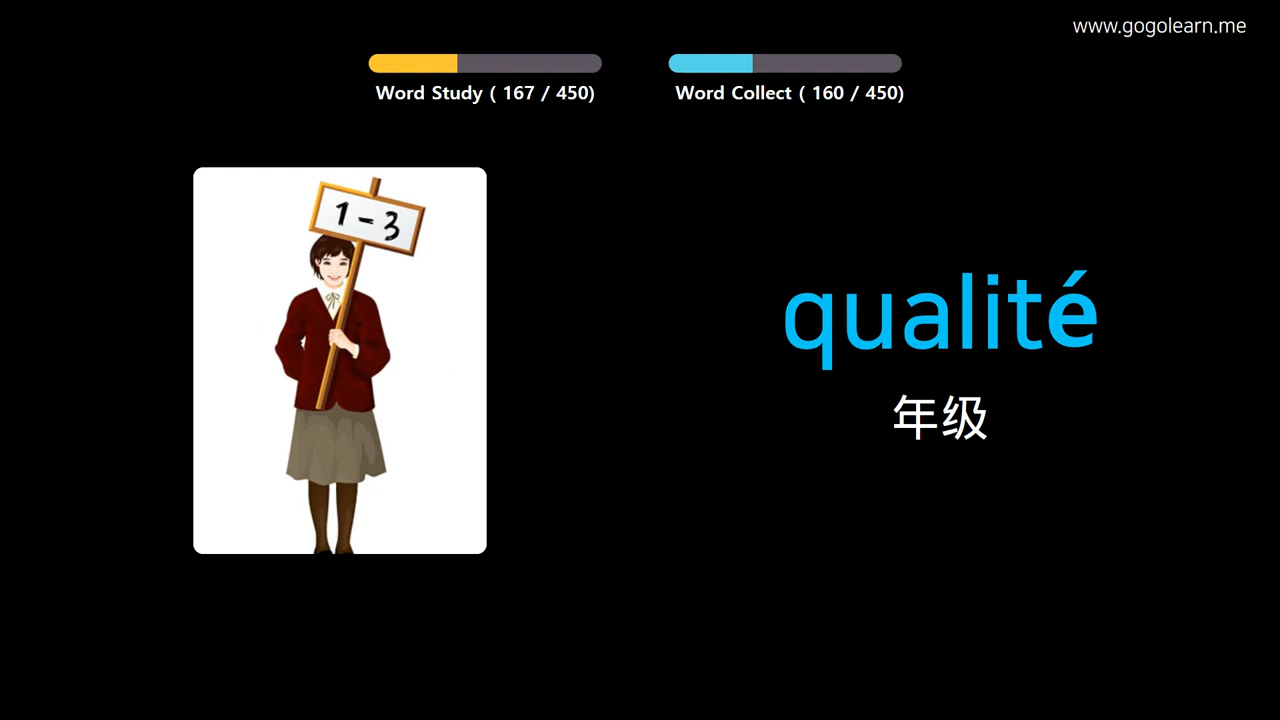 www.gogolearn.me
Word Study ( 167 / 450)
Word Collect ( 160 / 450)
1 - 3
qualité
年级